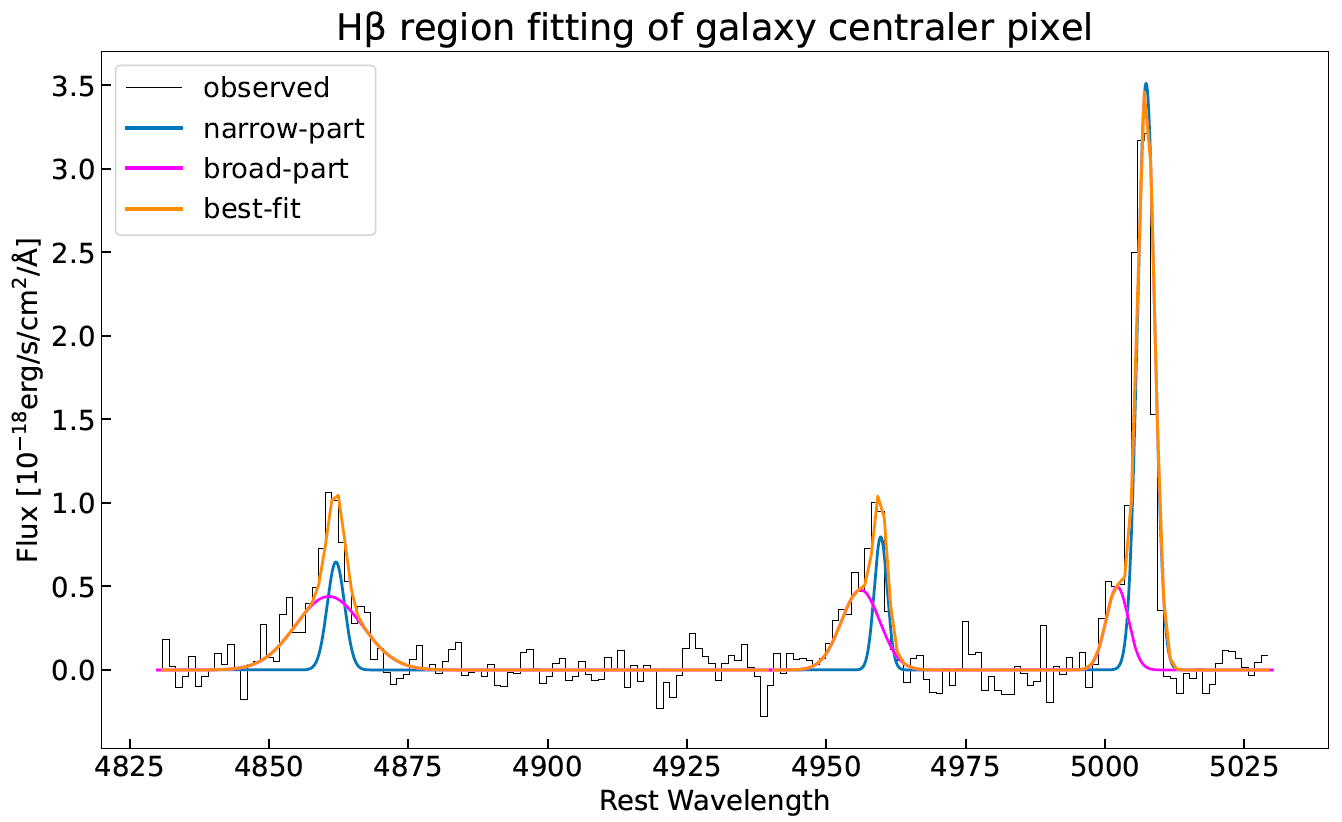 Hβ region fitting of galaxy centraler pixel
observed
narrow-part
broad-part
best-fit
3.5
3.0
2.5
2.0
1.5
1.0
0.5
0.0
Flux [10⁻¹⁸erg/s/cm²/Å]
4825 4850 4875 4900 4925 4950 4975 5000 5025
Rest Wavelength